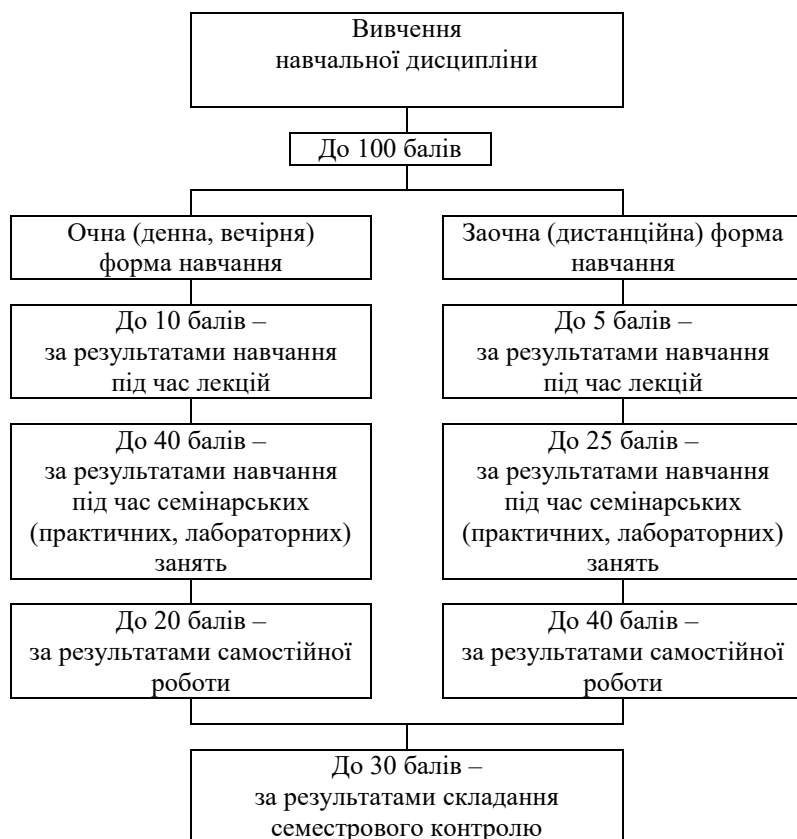 Вивчення
навчальної дисципліни
До 100 балів
Очна (денна, вечірня)
форма навчання
До 10 балів –
за результатами навчання
під час лекцій
До 40 балів –
за результатами навчання
під час семінарських
(практичних, лабораторних)
занять
До 20 балів –
за результатами самостійної
роботи
Заочна (дистанційна) форма
навчання
До 5 балів –
за результатами навчання
під час лекцій
До 25 балів –
за результатами навчання
під час семінарських
(практичних, лабораторних)
занять
До 40 балів –
за результатами самостійної
роботи
До 30 балів –
за результатами складання
семестрового контролю